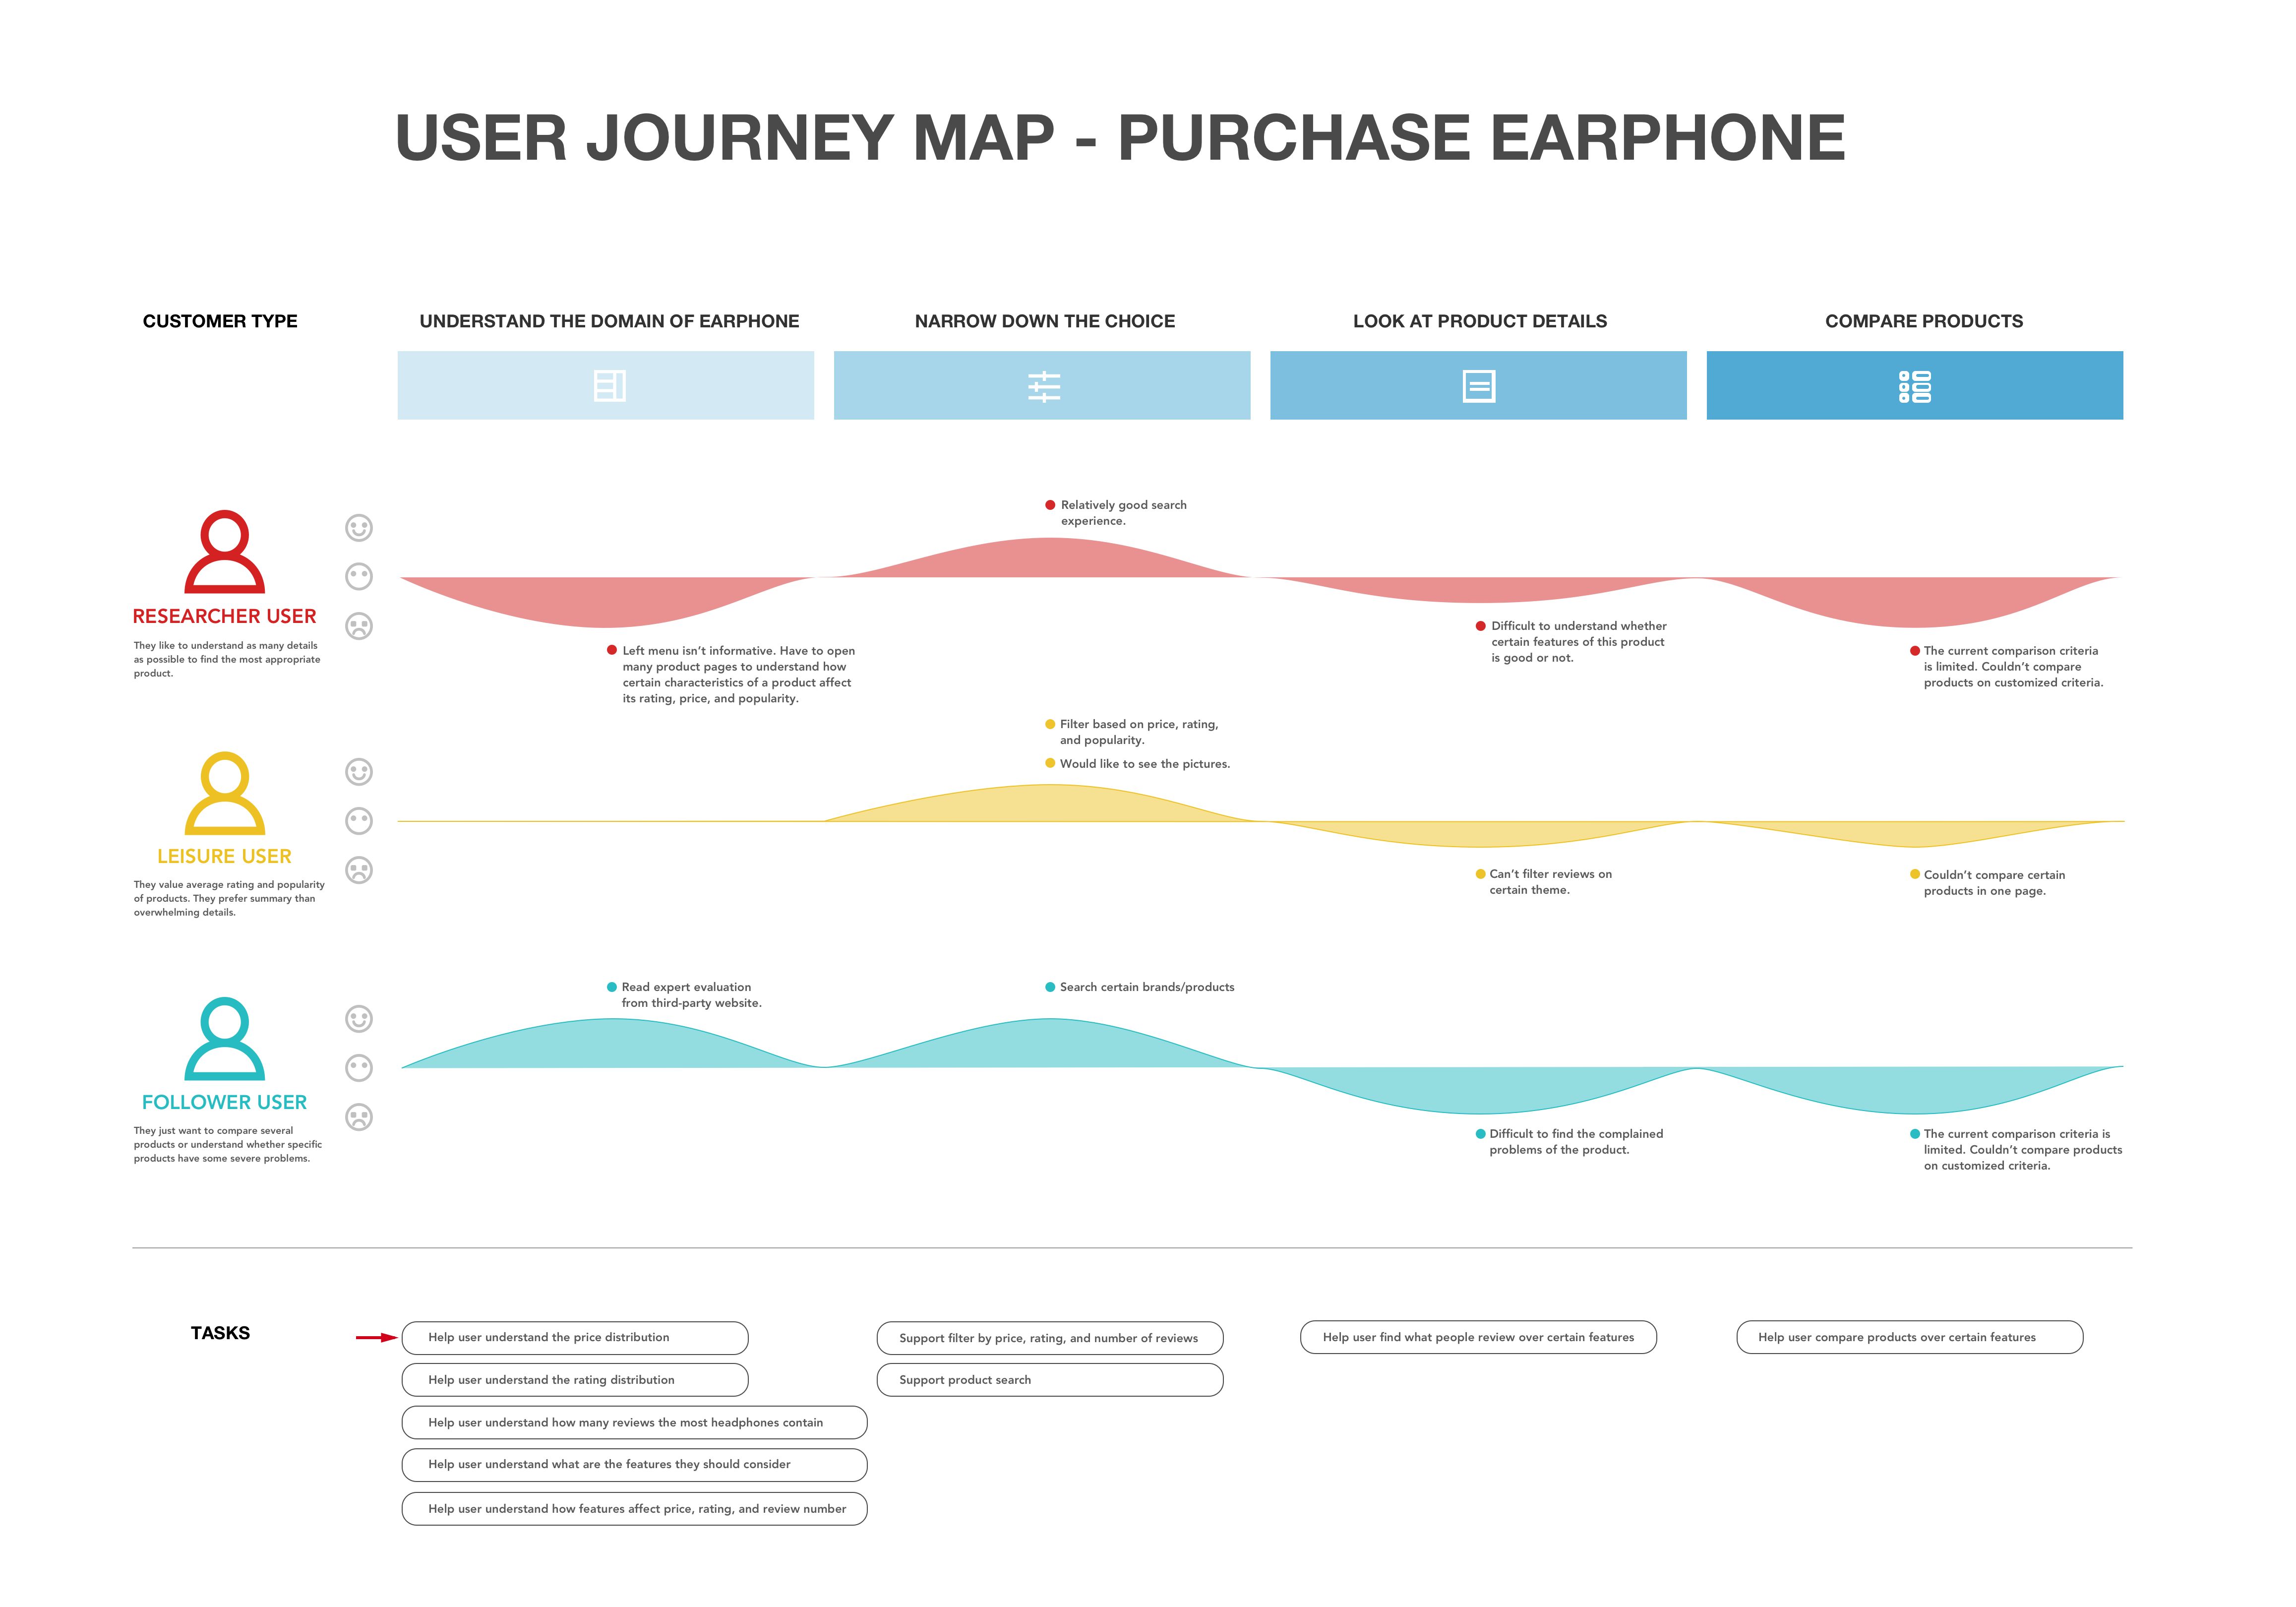 USER JOURNEY MAP - PURCHASE EARPHONE
CUSTOMER TYPE
UNDERSTAND THE DOMAIN OF EARPHONE
NARROW DOWN THE CHOICE
LOOK AT PRODUCT DETAILS
COMPARE PRODUCTS
RESEARCHER USER
They like to understand as many details
as possible to find the most appropriate
product.
Left menu isn’t informative. Have to open
many product pages to understand how
certain characteristics of a product affect
its rating, price, and popularity.
Relatively good search
experience.
Difficult to understand whether
certain features of this product
is good or not.
The current comparison criteria
is limited. Couldn’t compare
products on customized criteria.
LEISURE USER
They value average rating and popularity
of products. They prefer summary than
overwhelming details.
Filter based on price, rating,
and popularity.
Would like to see the pictures.
Can’t filter reviews on
certain theme.
Couldn’t compare certain
products in one page.
FOLLOWER USER
They just want to compare several
products or understand whether specific
products have some severe problems.
Read expert evaluation
from third-party website.
Search certain brands/products
Difficult to find the complained
problems of the product.
The current comparison criteria is
limited. Couldn’t compare products
on customized criteria.
TASKS
Help user understand the price distribution
Help user understand the rating distribution
Help user understand how many reviews the most headphones contain
Help user understand what are the features they should consider
Help user understand how features affect price, rating, and review number
Support filter by price, rating, and number of reviews
Support product search
Help user find what people review over certain features
Help user compare products over certain features